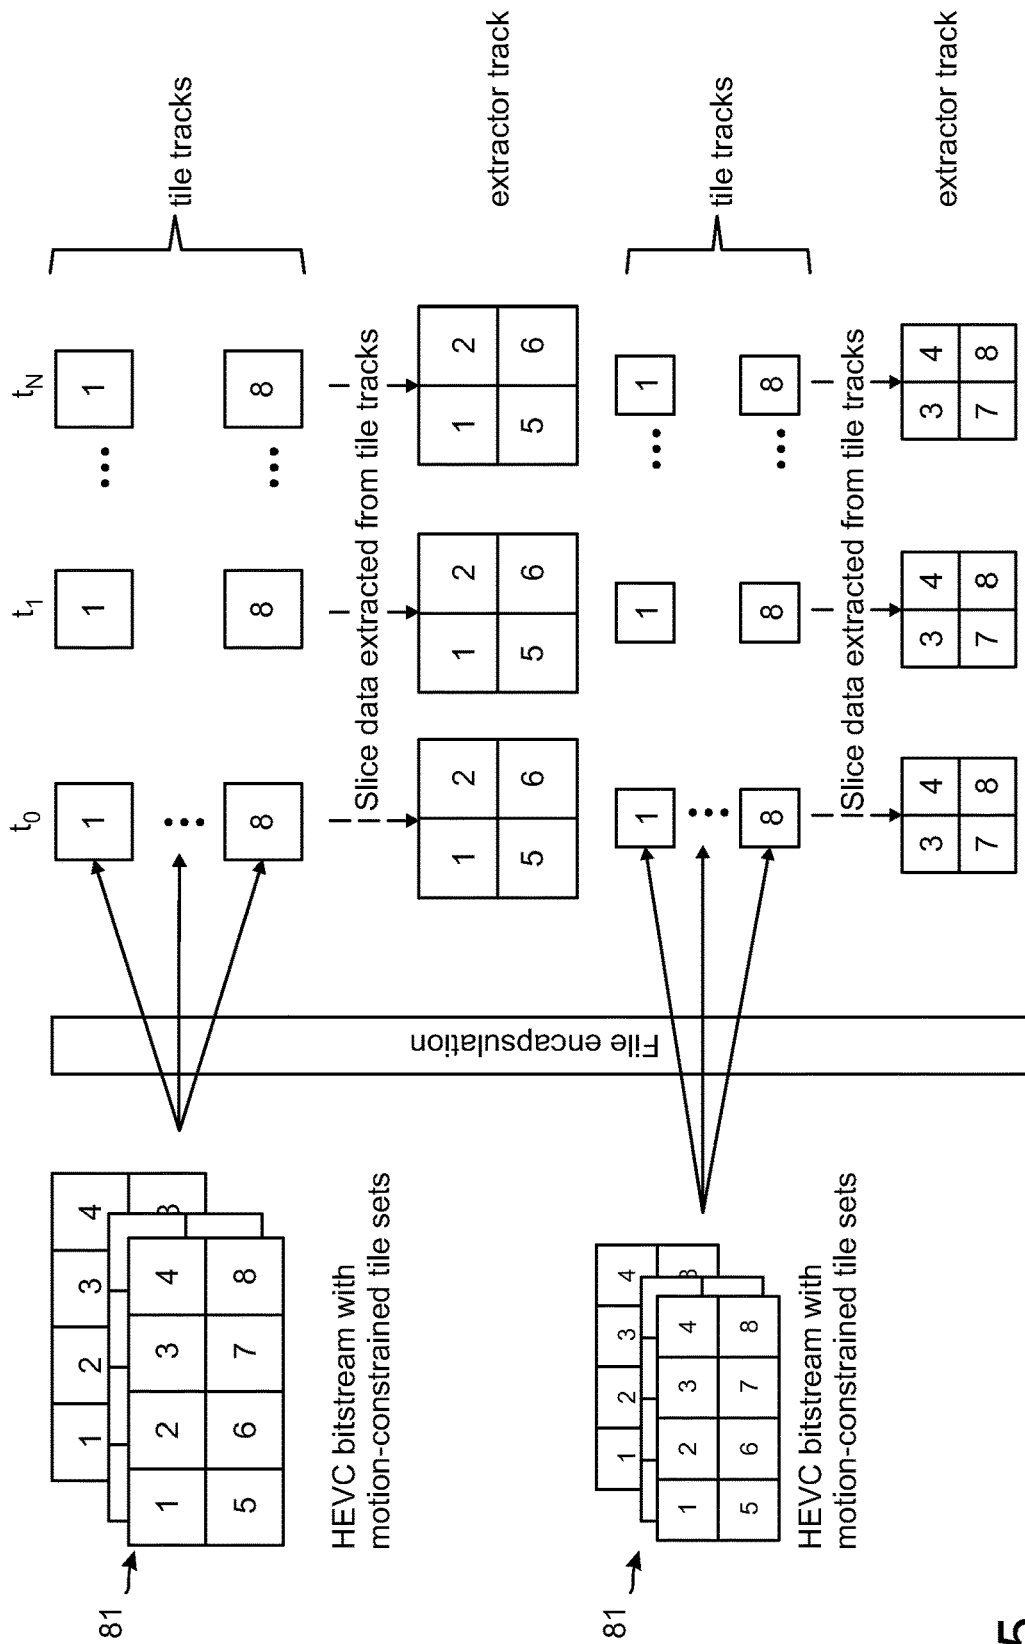 t0 t1 tN
81
1 2 3 4
8
1 2 3 4
5 6 7 8
HEVC bitstream with
motion-constrained tile sets
File encapsulation
1 1 ••• 1
•••
8 8 ••• 8
tile tracks
Slice data extracted from tile tracks
1 2 1 2 1 2
5 6 5 6 5 6
extractor track
81
1 2 3 4
8
1 2 3 4
5 6 7 8
HEVC bitstream with
motion-constrained tile sets
1 1 ••• 1
•••
8 8 ••• 8
tile tracks
Slice data extracted from tile tracks
3 4 3 4 3 4
7 8 7 8 7 8
extractor track